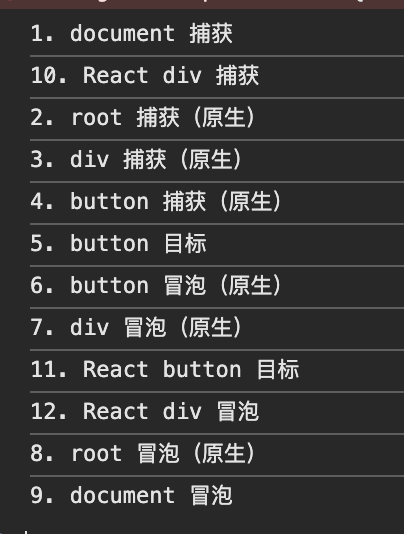 1. document 捕获
10. React div 捕获
2. root 捕获（原生）
3. div 捕获（原生）
4. button 捕获（原生）
5. button 目标
6. button 冒泡（原生）
7. div 冒泡（原生）
11. React button 目标
12. React div 冒泡
8. root 冒泡（原生）
9. document 冒泡